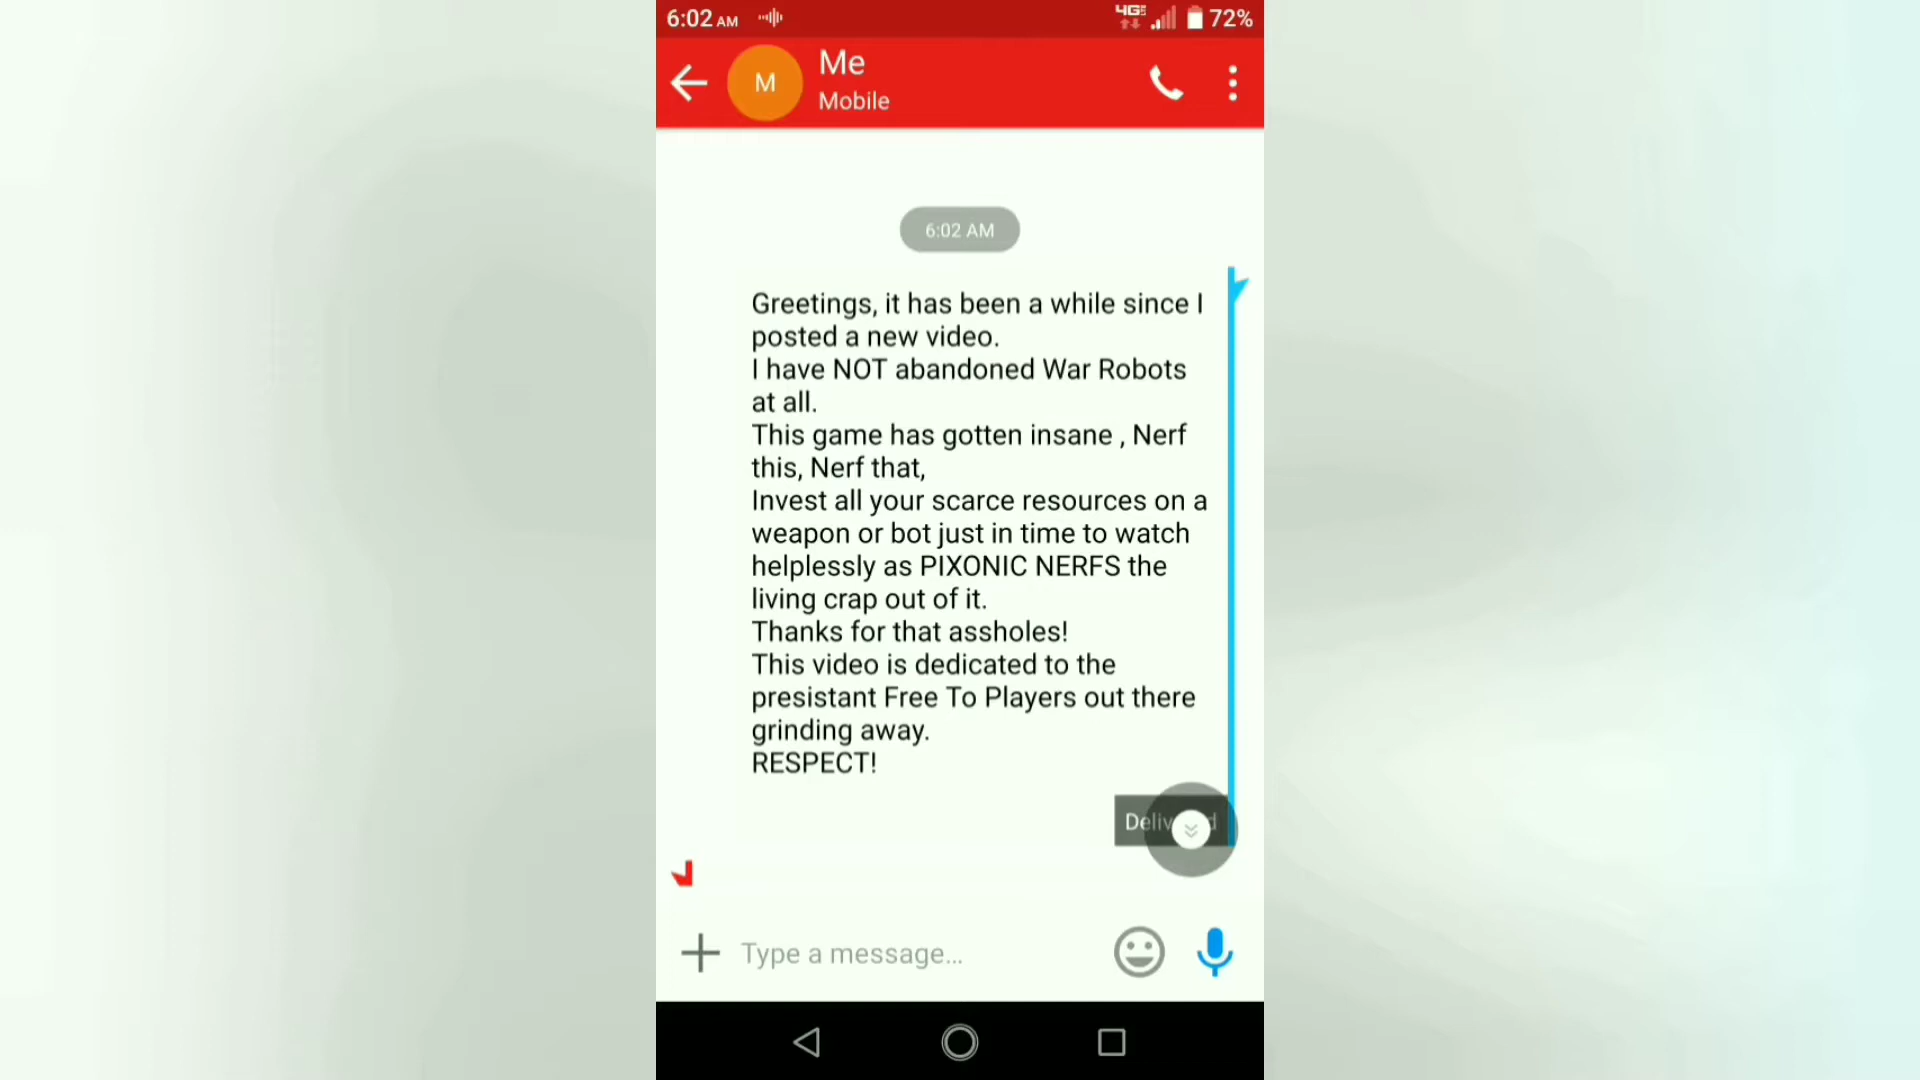 6:02 AM 4G 72%
M
Me
Mobile
6:02 AM
Greetings, it has been a while since I
posted a new video.
I have NOT abandoned War Robots
at all.
This game has gotten insane , Nerf
this, Nerf that,
Invest all your scarce resources on a
weapon or bot just in time to watch
helplessly as PIXONIC NERFS the
living crap out of it.
Thanks for that assholes!
This video is dedicated to the
presistant Free To Players out there
grinding away.
RESPECT!
Type a message...